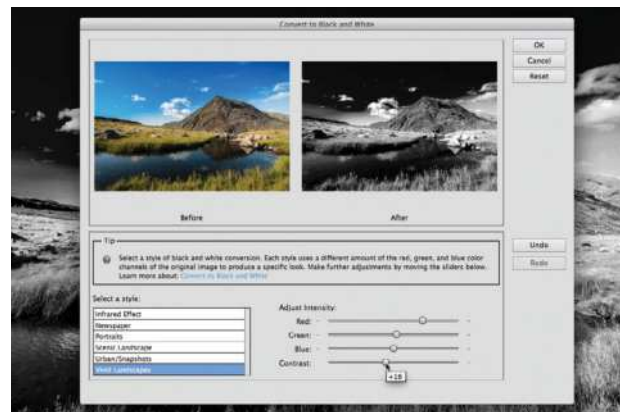 Convert to Black and White
OK
Cancel
Reset
Before
After
Tip
Select a style of black and white conversion. Each style uses a different amount of the red, green, and blue color
channels of the original image to produce a specific look. Make further adjustments by moving the sliders below.
Learn more about: Convert to Black and White
Undo
Redo
Select a style:
Infrared Effect
Newspaper
Portraits
Scenic Landscape
Urban/Snapshots
Vivid Landscapes
Adjust Intensity:
Red:
Green:
Blue:
Contrast:
+18